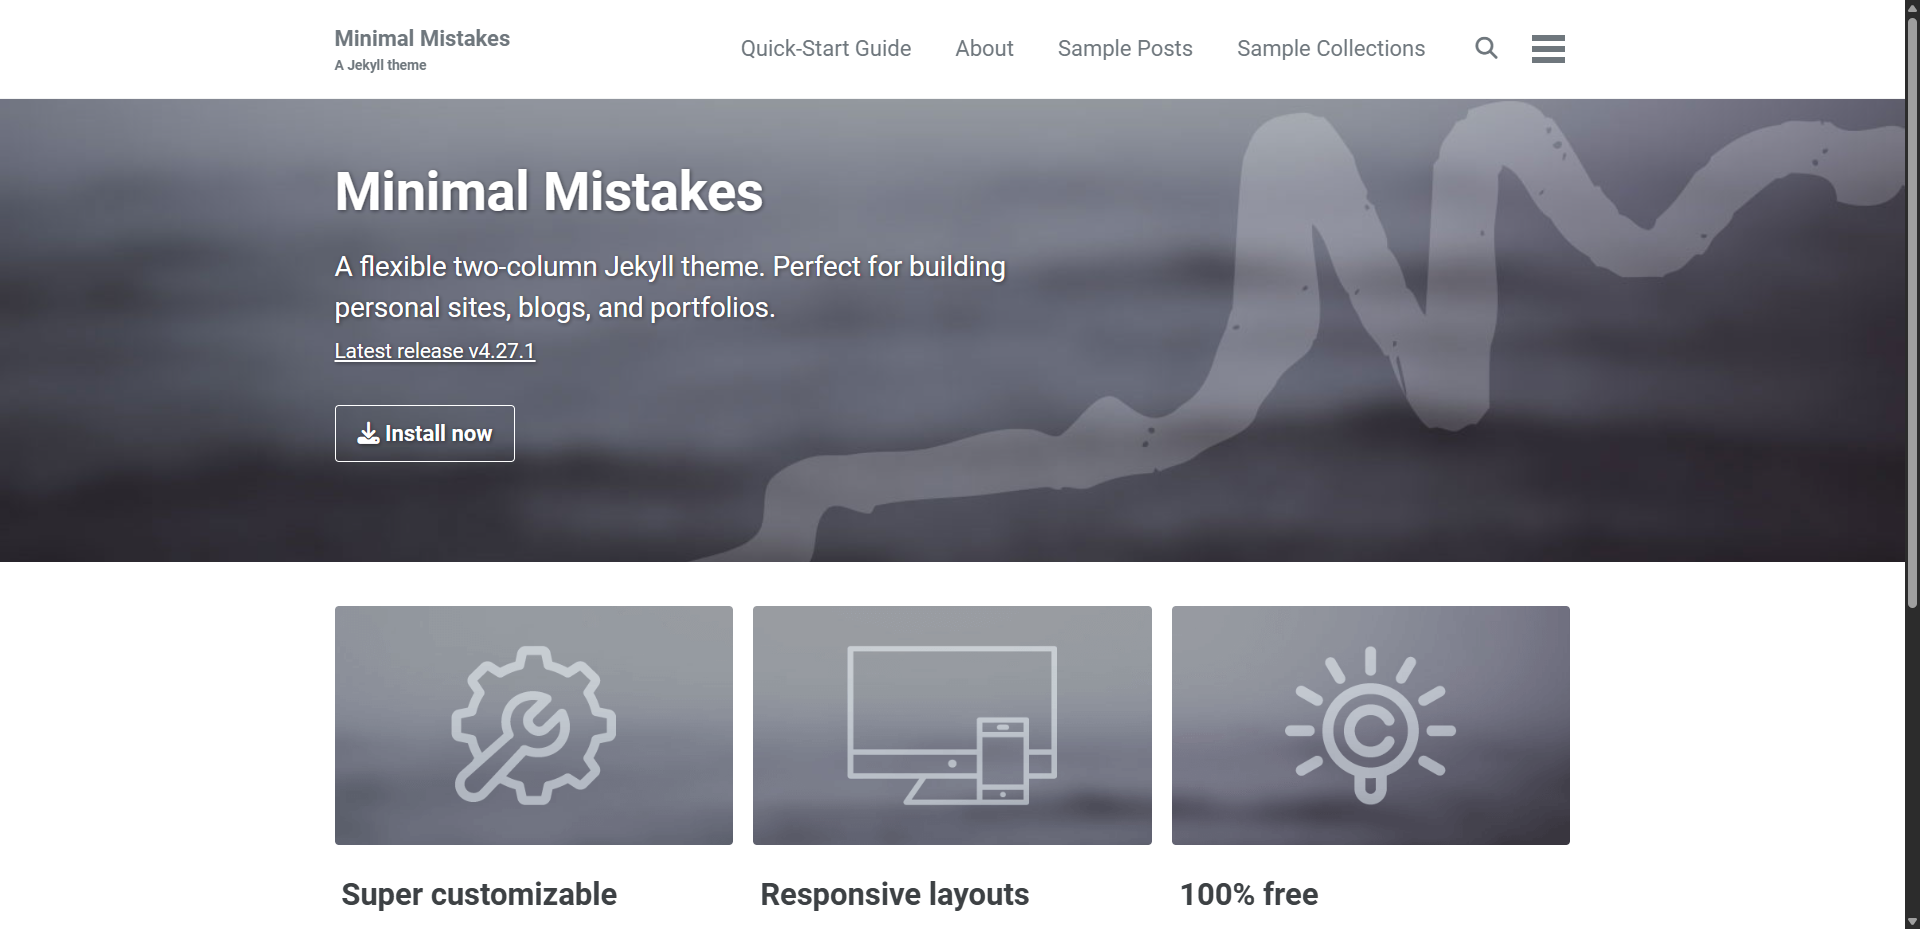 Minimal Mistakes
A Jekyll theme
Quick-Start Guide
About
Sample Posts
Sample Collections
Minimal Mistakes
A flexible two-column Jekyll theme. Perfect for building
personal sites, blogs, and portfolios.
Latest release v4.27.1
Install now
Super customizable
Responsive layouts
100% free